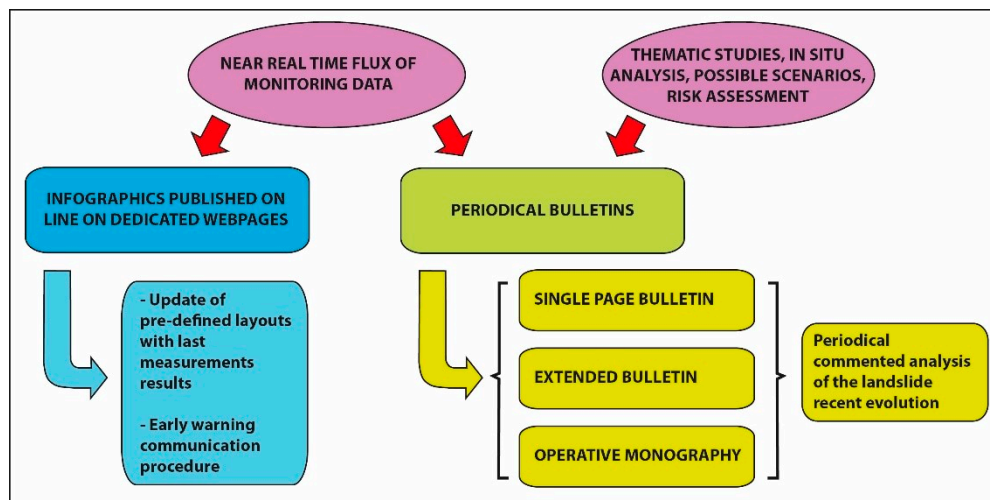 NEAR REAL TIME FLUX OF
MONITORING DATA
THEMATIC STUDIES, IN SITU
ANALYSIS, POSSIBLE SCENARIOS,
RISK ASSESSMENT
INFOGRAPHICS PUBLISHED ON
LINE ON DEDICATED WEBPAGES
PERIODICAL BULLETINS
- Update of
pre-defined layouts
with last
measurements
results
- Early warning
communication
procedure
SINGLE PAGE BULLETIN
EXTENDED BULLETIN
OPERATIVE MONOGRAPHY
Periodical
commented analysis
of the landslide
recent evolution